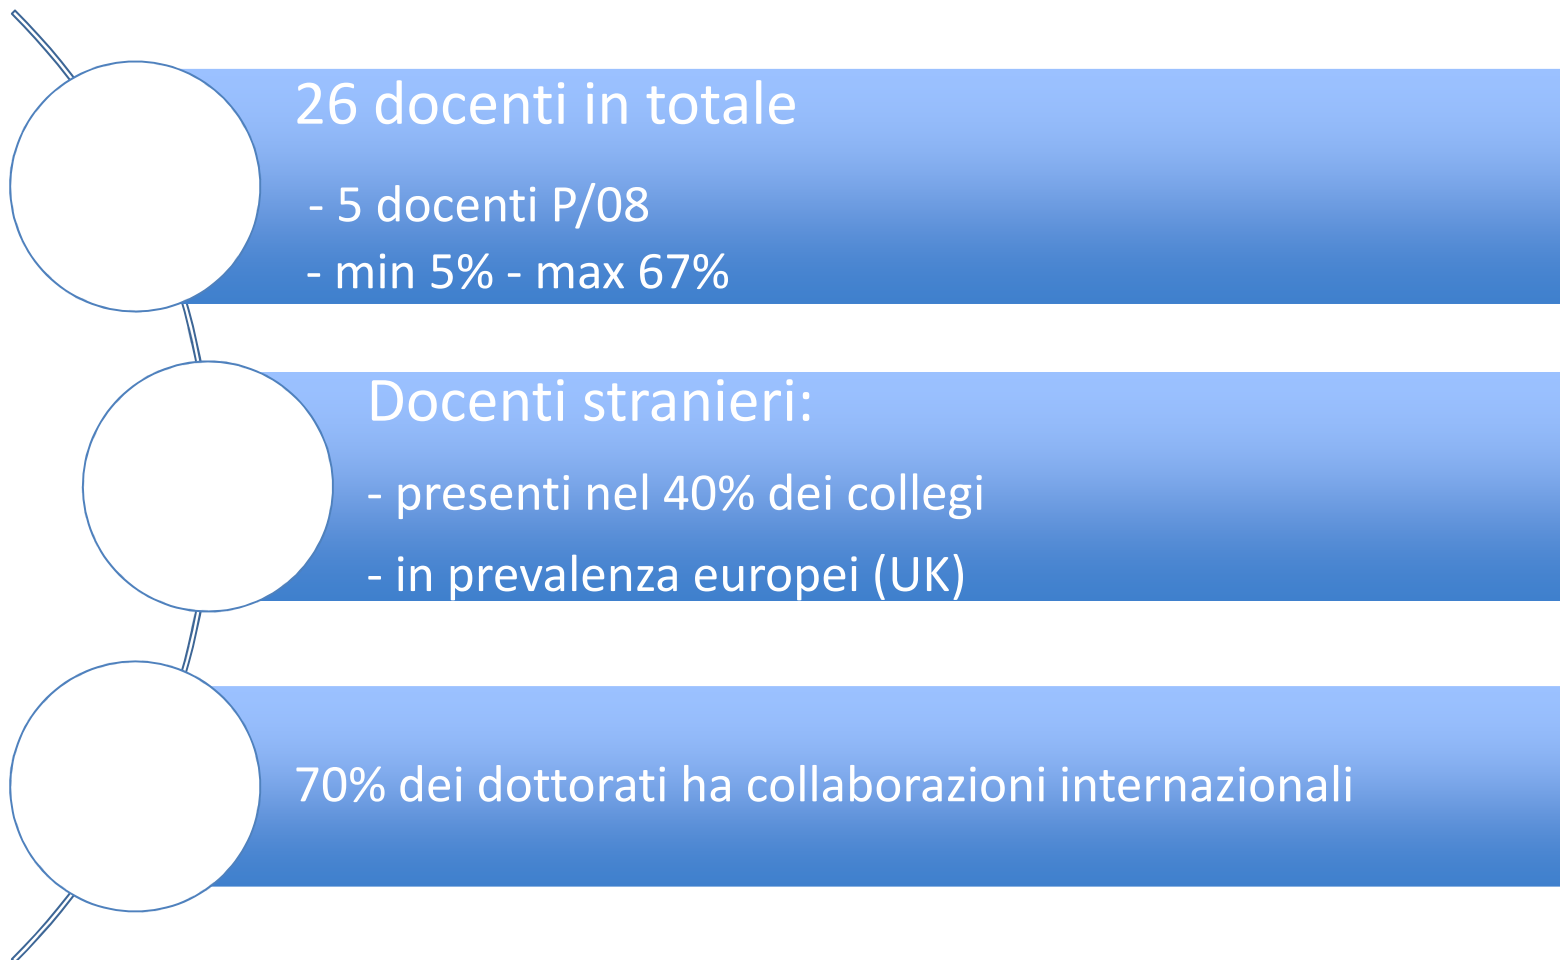 26 docenti in totale
- 5 docenti P/08
- min 5% - max 67%
Docenti stranieri:
- presenti nel 40% dei collegi
- in prevalenza europei (UK)
70% dei dottorati ha collaborazioni internazionali